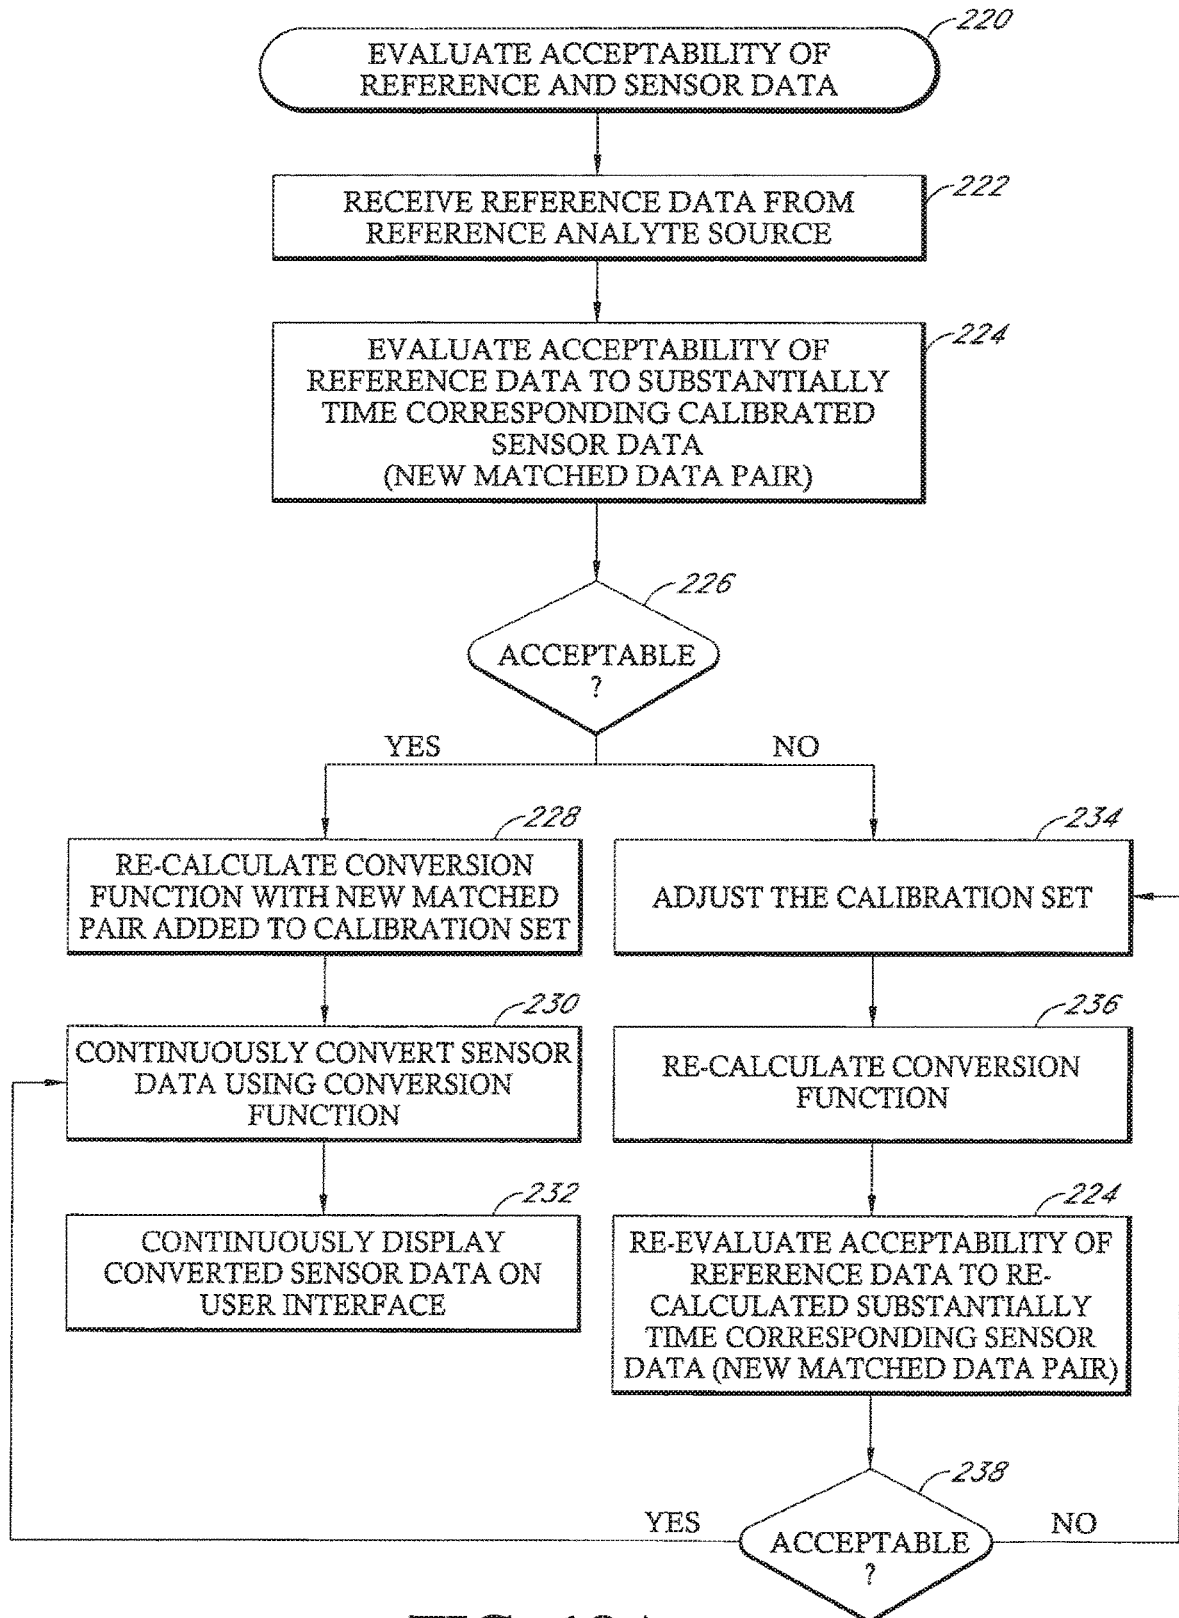 220
EVALUATE ACCEPTABILITY OF
REFERENCE AND SENSOR DATA
222
RECEIVE REFERENCE DATA FROM
REFERENCE ANALYTE SOURCE
224
EVALUATE ACCEPTABILITY OF
REFERENCE DATA TO SUBSTANTIALLY
TIME CORRESPONDING CALIBRATED
SENSOR DATA
(NEW MATCHED DATA PAIR)
226
ACCEPTABLE
?
YES
NO
228
RE-CALCULATE CONVERSION
FUNCTION WITH NEW MATCHED
PAIR ADDED TO CALIBRATION SET
234
ADJUST THE CALIBRATION SET
230
CONTINUOUSLY CONVERT SENSOR
DATA USING CONVERSION
FUNCTION
236
RE-CALCULATE CONVERSION
FUNCTION
232
CONTINUOUSLY DISPLAY
CONVERTED SENSOR DATA ON
USER INTERFACE
224
RE-EVALUATE ACCEPTABILITY OF
REFERENCE DATA TO RE-
CALCULATED SUBSTANTIALLY
TIME CORRESPONDING SENSOR
DATA (NEW MATCHED DATA PAIR)
238
YES
ACCEPTABLE
?
NO